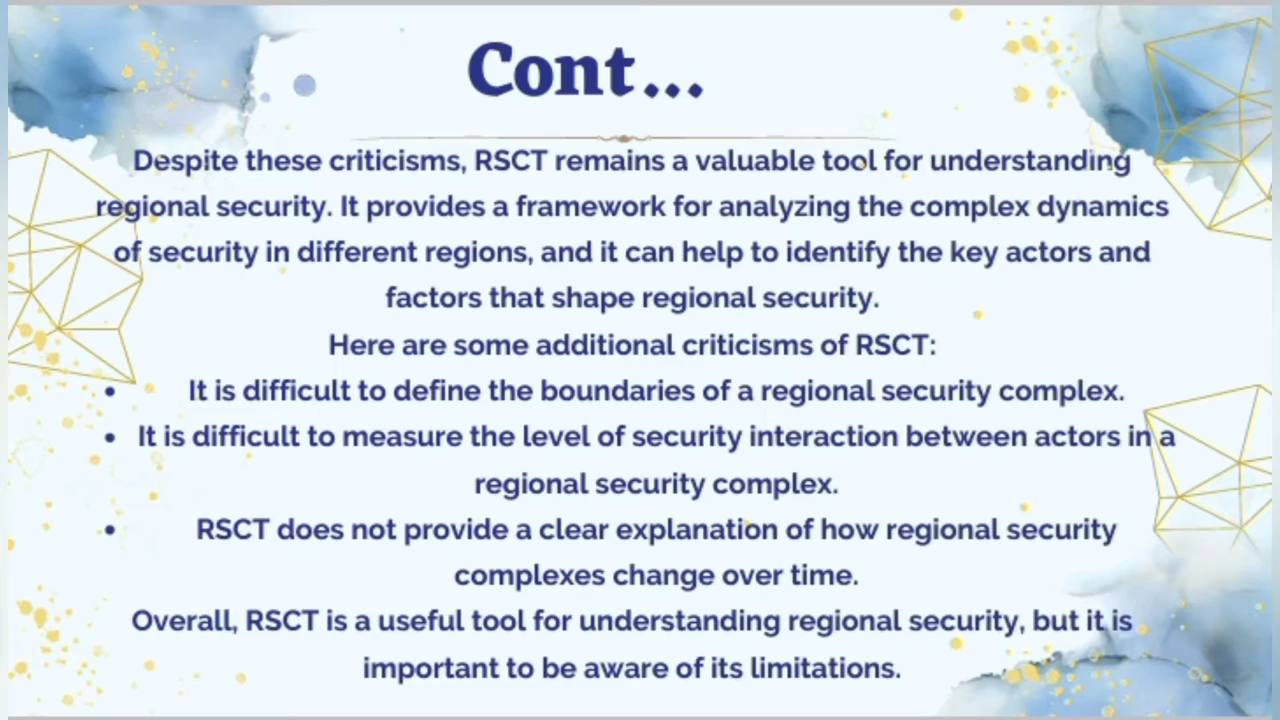 Cont...
Despite these criticisms, RSCT remains a valuable tool for understanding
regional security. It provides a framework for analyzing the complex dynamics
of security in different regions, and it can help to identify the key actors and
factors that shape regional security.
Here are some additional criticisms of RSCT:
• It is difficult to define the boundaries of a regional security complex.
• It is difficult to measure the level of security interaction between actors in a
regional security complex.
• RSCT does not provide a clear explanation of how regional security
complexes change over time.
Overall, RSCT is a useful tool for understanding regional security, but it is
important to be aware of its limitations.